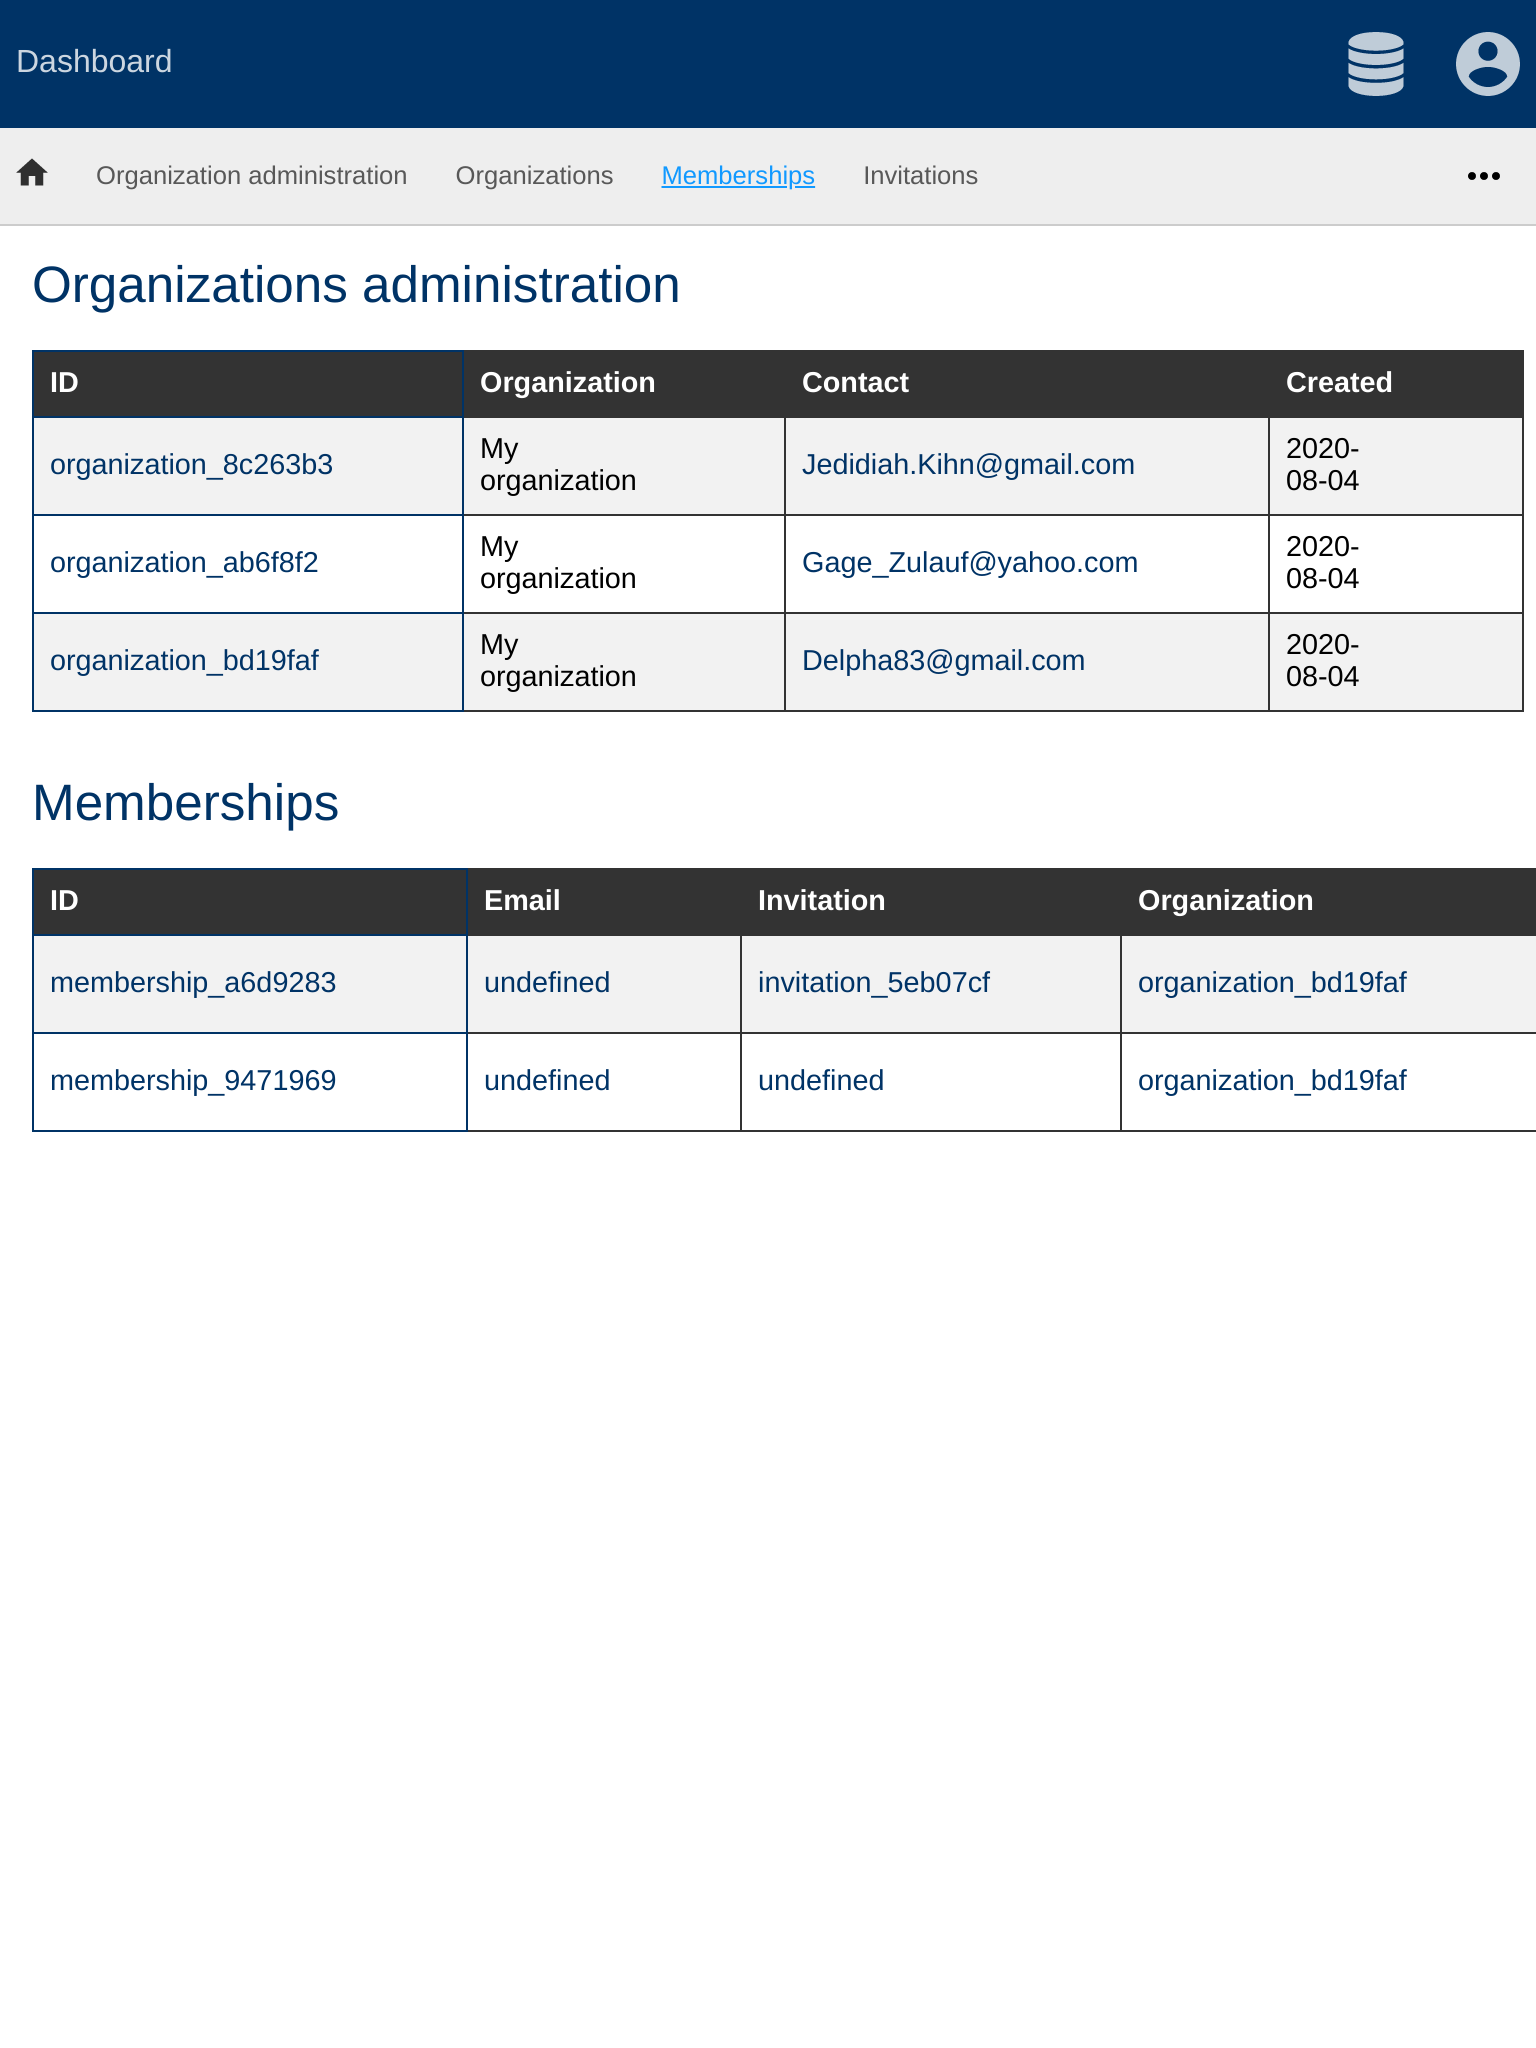 Dashboard
Organization administration Organizations Memberships Invitations
Organizations administration
ID Organization Contact Created
organization_8c263b3 My organization Jedidiah.Kihn@gmail.com 2020-08-04
organization_ab6f8f2 My organization Gage_Zulauf@yahoo.com 2020-08-04
organization_bd19faf My organization Delpha83@gmail.com 2020-08-04
Memberships
ID Email Invitation Organization
membership_a6d9283 undefined invitation_5eb07cf organization_bd19faf
membership_9471969 undefined undefined organization_bd19faf